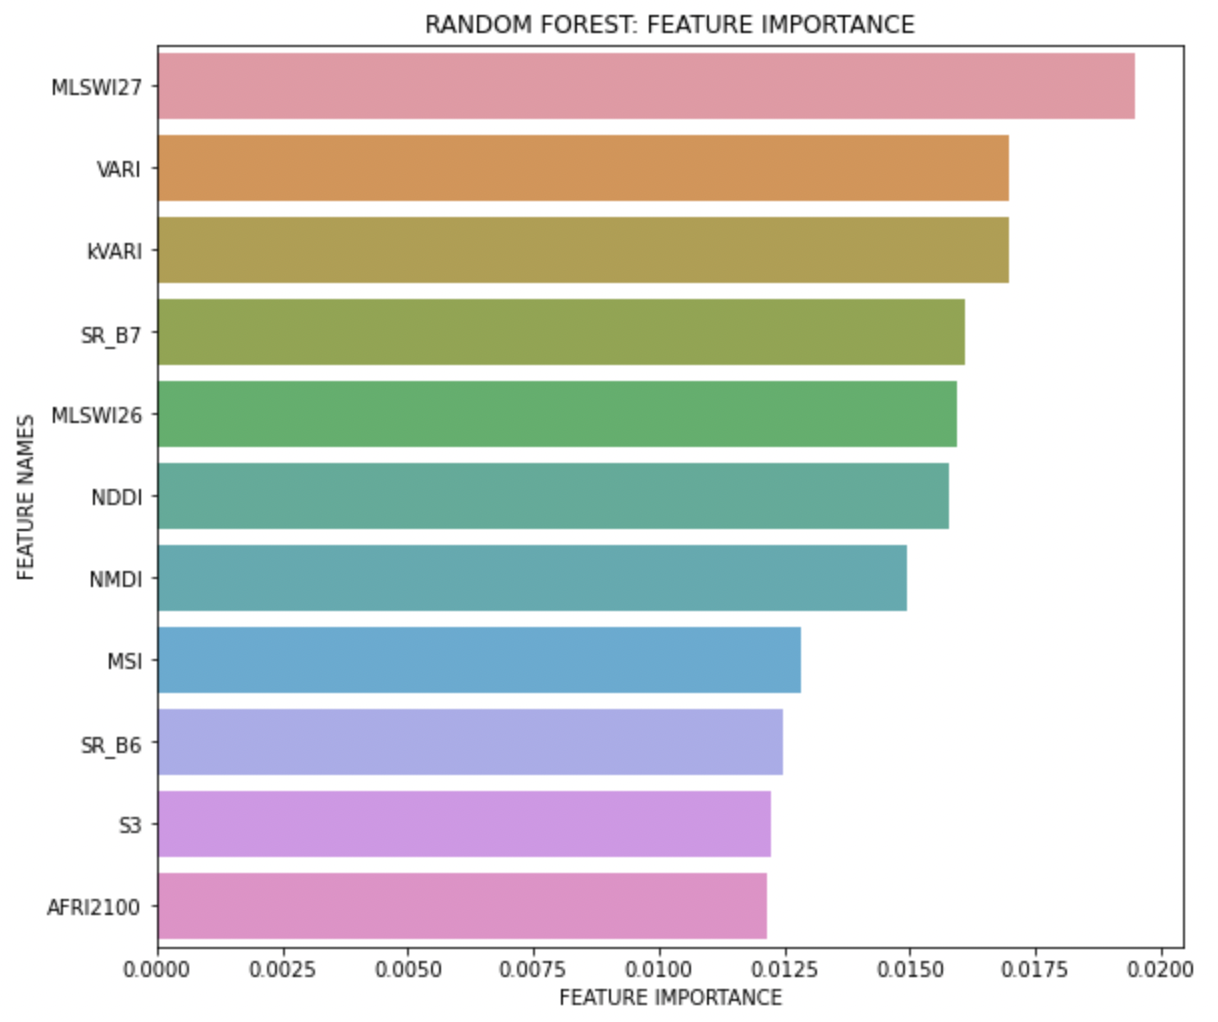 RANDOM FOREST: FEATURE IMPORTANCE
FEATURE NAMES
MLSWI27
VARI
kVARI
SR_B7
MLSWI26
NDDI
NMDI
MSI
SR_B6
S3
AFRI2100
0.0000 0.0025 0.0050 0.0075 0.0100 0.0125 0.0150 0.0175 0.0200
FEATURE IMPORTANCE